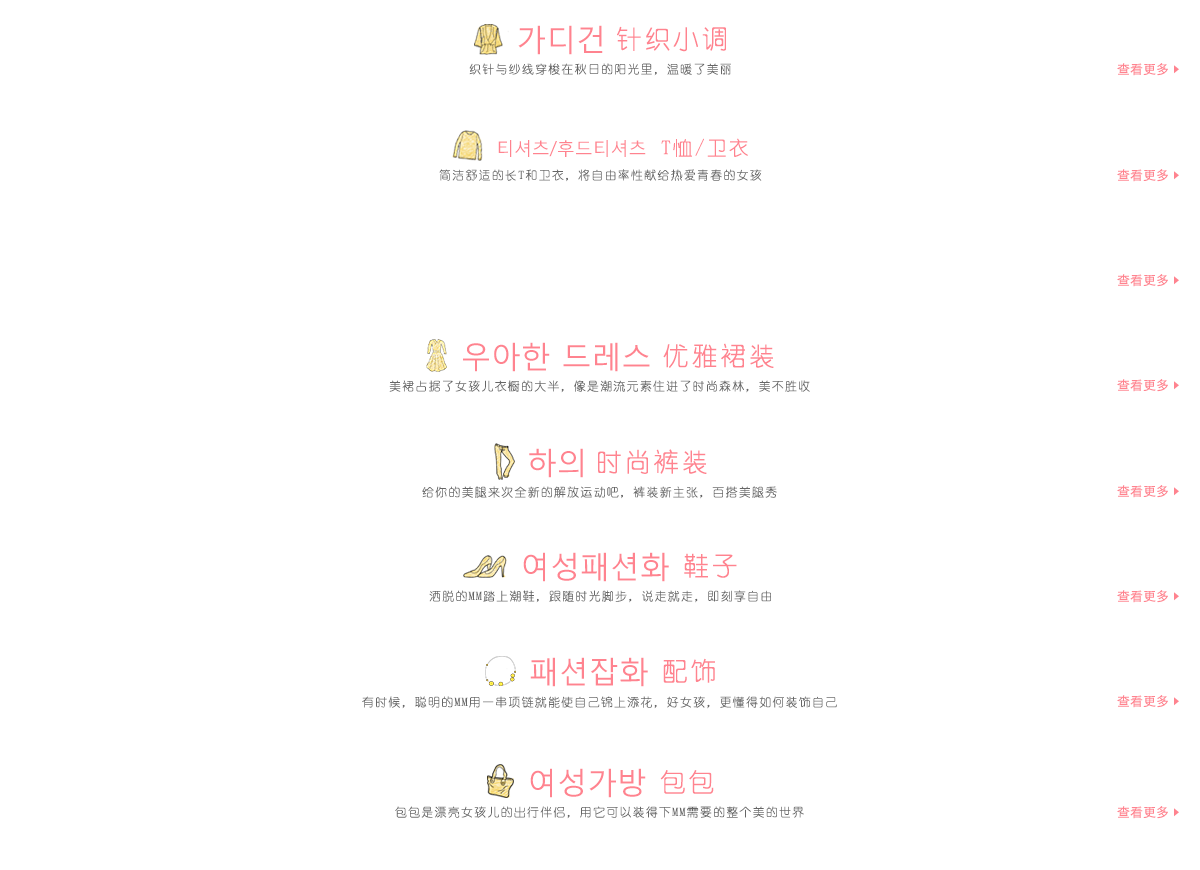 가디건 针织小调
织针与纱线穿梭在秋日的阳光里，温暖了美丽
查看更多
티셔츠/후드티셔츠 T恤/卫衣
简洁舒适的长T和卫衣，将自由率性献给热爱青春的女孩
查看更多
查看更多
우아한 드레스 优雅裙装
美裙占据了女孩儿衣橱的大半，像是潮流元素住进了时尚森林，美不胜收
查看更多
하의 时尚裤装
给你的美腿来次全新的解放运动吧，裤装新主张，百搭美腿秀
查看更多
여성패션화 鞋子
洒脱的MM踏上潮鞋，跟随时光脚步，说走就走，即刻享自由
查看更多
패션잡화 配饰
有时候，聪明的MM用一串项链就能使自己锦上添花，好女孩，更懂得如何装饰自己
查看更多
여성가방 包包
包包是漂亮女孩儿的出行伴侣，用它可以装得下MM需要的整个美的世界
查看更多